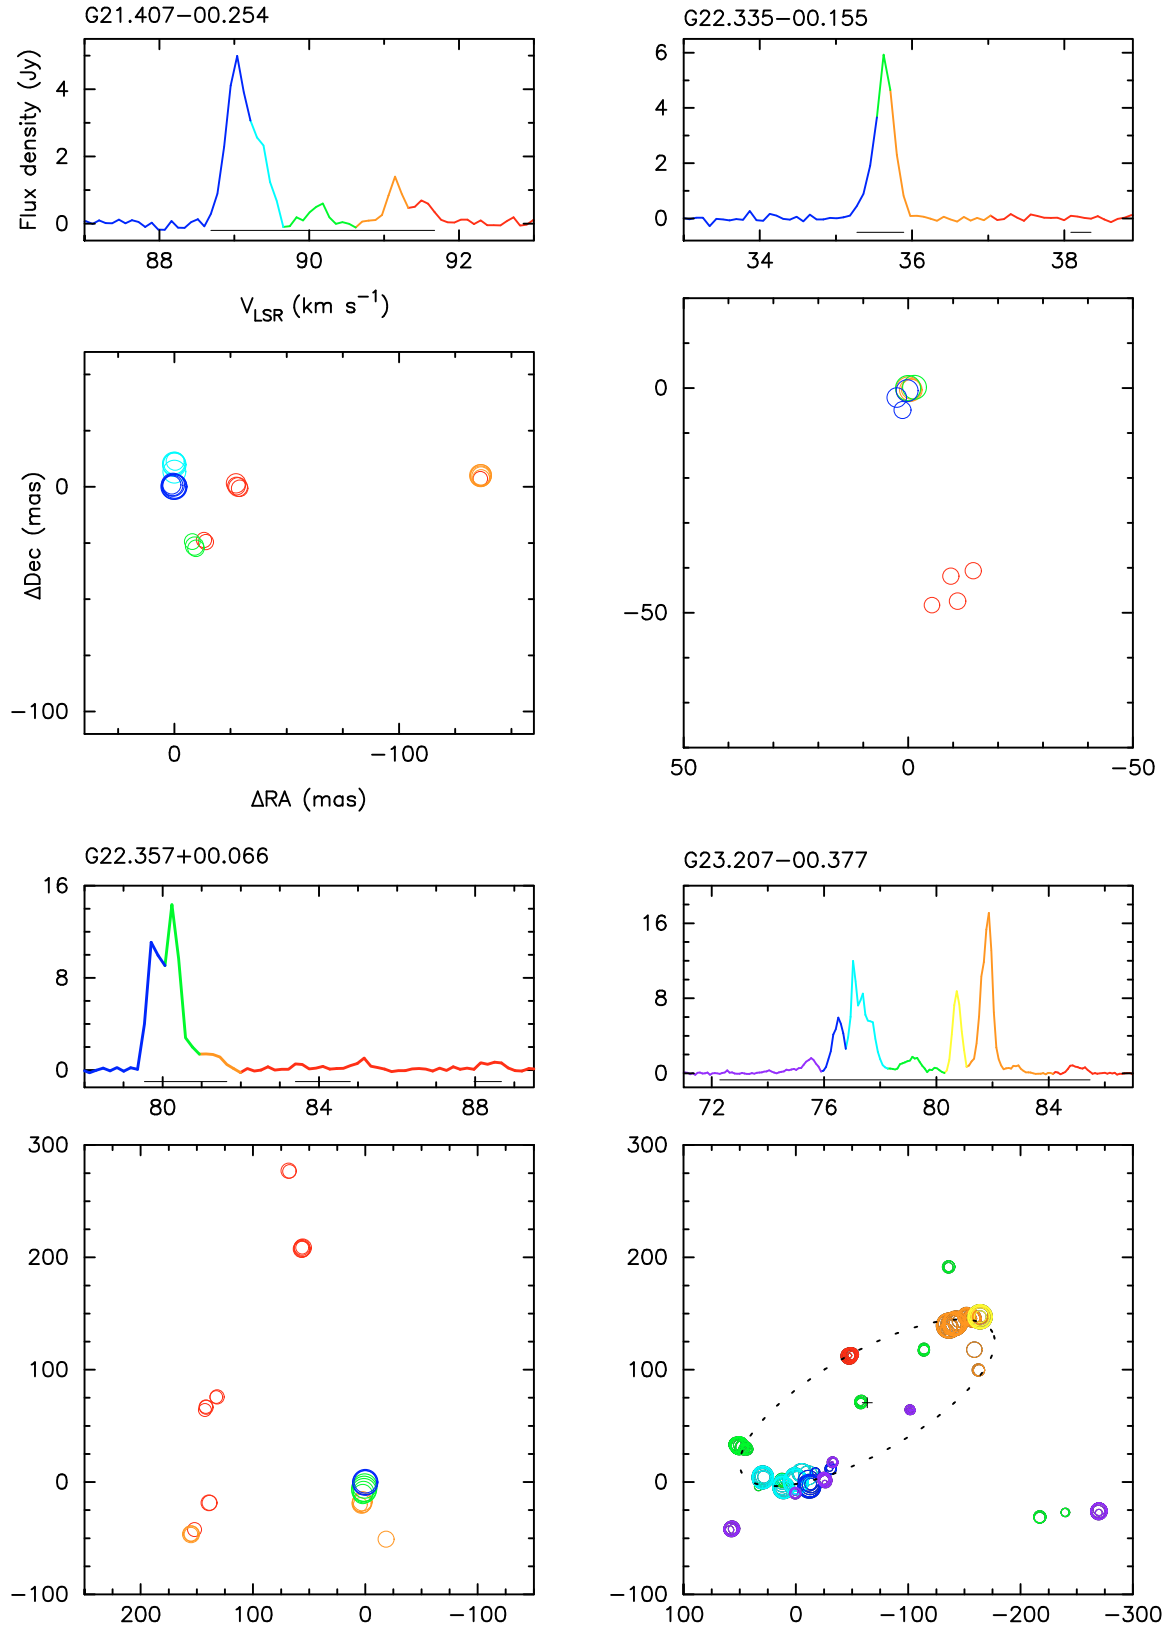 G21.407−00.254
Flux density (Jy)
4
2
0
88 90 92
V_LSR (km s⁻¹)
ΔDec (mas)
0
−100
0 −100
ΔRA (mas)
G22.335−00.155
6
4
2
0
34 36 38
0
−50
50 0 −50
G22.357+00.066
16
8
0
80 84 88
300
200
100
0
−100
200 100 0 −100
G23.207−00.377
16
8
0
72 76 80 84
300
200
100
0
−100
100 0 −100 −200 −300